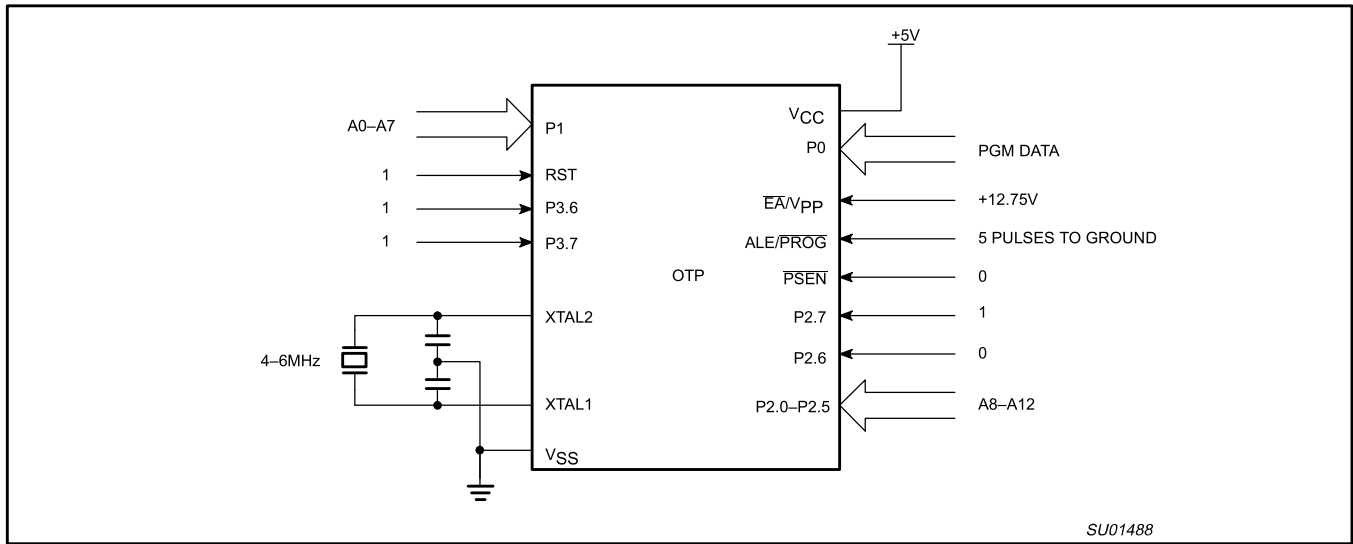 +5V
A0–A7
P1
VCC
P0
PGM DATA
1
RST
1
P3.6
EA/VPP
+12.75V
1
P3.7
ALE/PROG
5 PULSES TO GROUND
OTP
PSEN
0
XTAL2
P2.7
1
4–6MHz
P2.6
0
XTAL1
P2.0–P2.5
A8–A12
VSS
SU01488